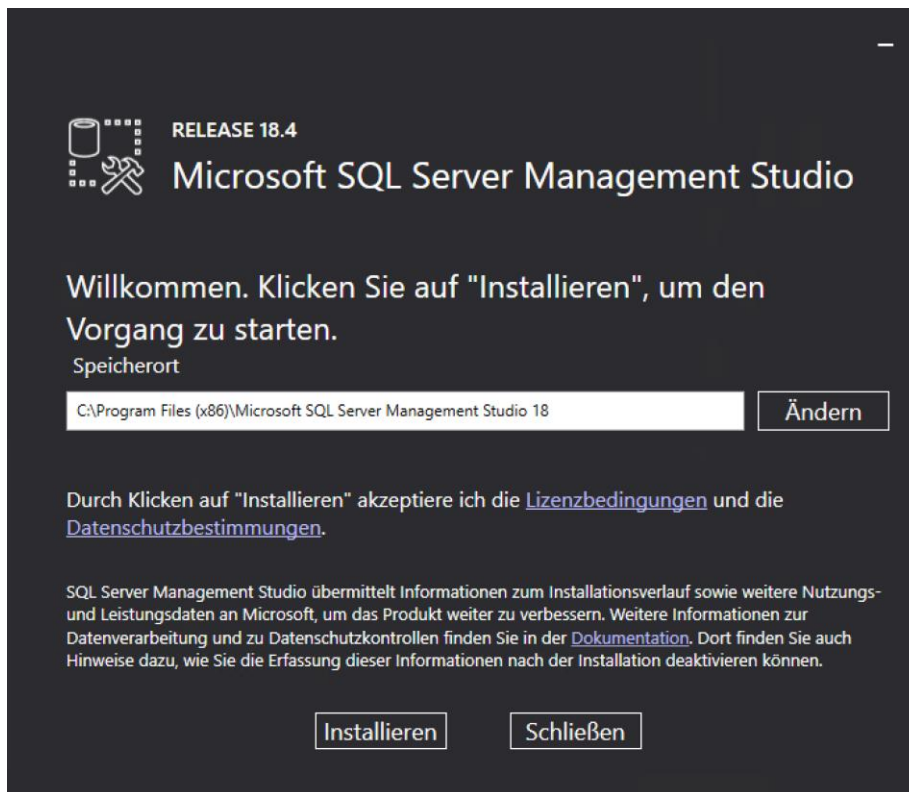 RELEASE 18.4
Microsoft SQL Server Management Studio
Willkommen. Klicken Sie auf "Installieren", um den
Vorgang zu starten.
Speicherort
C:\Program Files (x86)\Microsoft SQL Server Management Studio 18
Ändern
Durch Klicken auf "Installieren" akzeptiere ich die Lizenzbedingungen und die
Datenschutzbestimmungen.
SQL Server Management Studio übermittelt Informationen zum Installationsverlauf sowie weitere Nutzungs-
und Leistungsdaten an Microsoft, um das Produkt weiter zu verbessern. Weitere Informationen zur
Datenverarbeitung und zu Datenschutzkontrollen finden Sie in der Dokumentation. Dort finden Sie auch
Hinweise dazu, wie Sie die Erfassung dieser Informationen nach der Installation deaktivieren können.
Installieren
Schließen